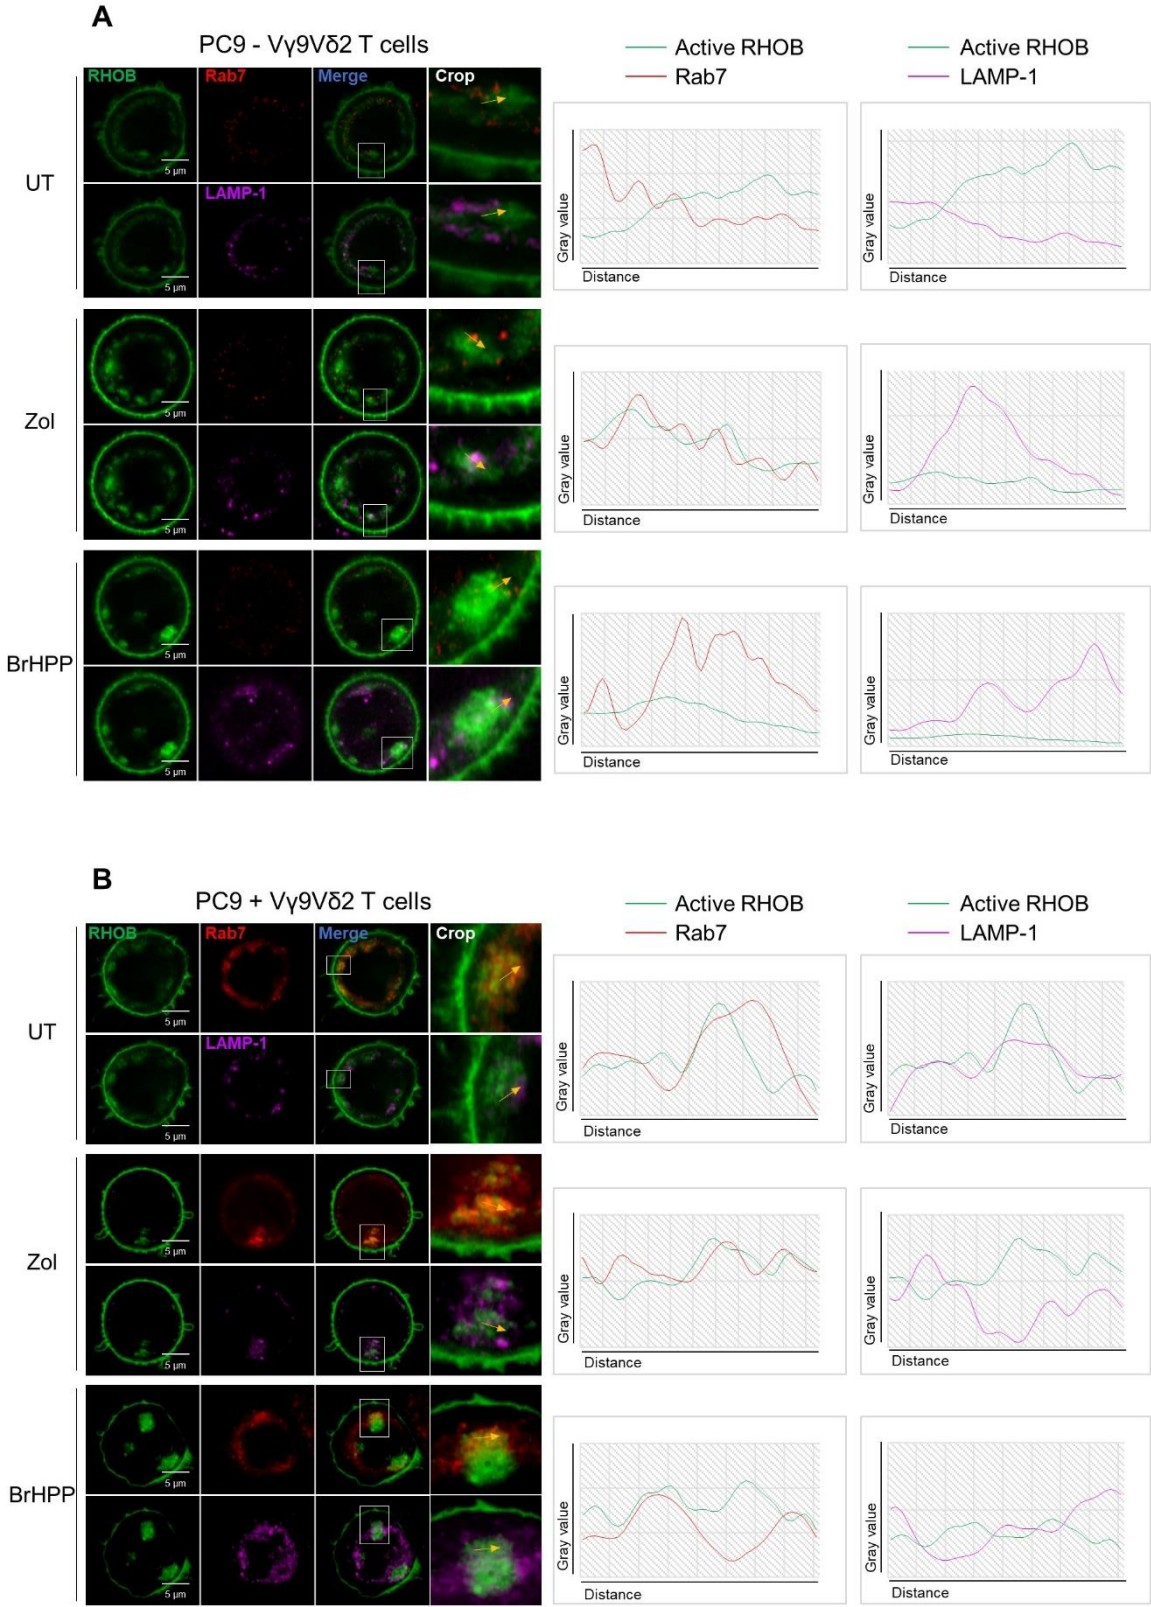 A
PC9 - Vγ9Vδ2 T cells
Active RHOB
Rab7
Active RHOB
LAMP-1
RHOB Rab7 Merge Crop
5 µm
UT
LAMP-1
5 µm
Gray value
Distance
Gray value
Distance
5 µm
Zol
5 µm
Gray value
Distance
Gray value
Distance
5 µm
BrHPP
5 µm
Gray value
Distance
Gray value
Distance
B
PC9 + Vγ9Vδ2 T cells
Active RHOB
Rab7
Active RHOB
LAMP-1
RHOB Rab7 Merge Crop
5 µm
UT
LAMP-1
5 µm
Gray value
Distance
Gray value
Distance
5 µm
Zol
5 µm
Gray value
Distance
Gray value
Distance
5 µm
BrHPP
5 µm
Gray value
Distance
Gray value
Distance